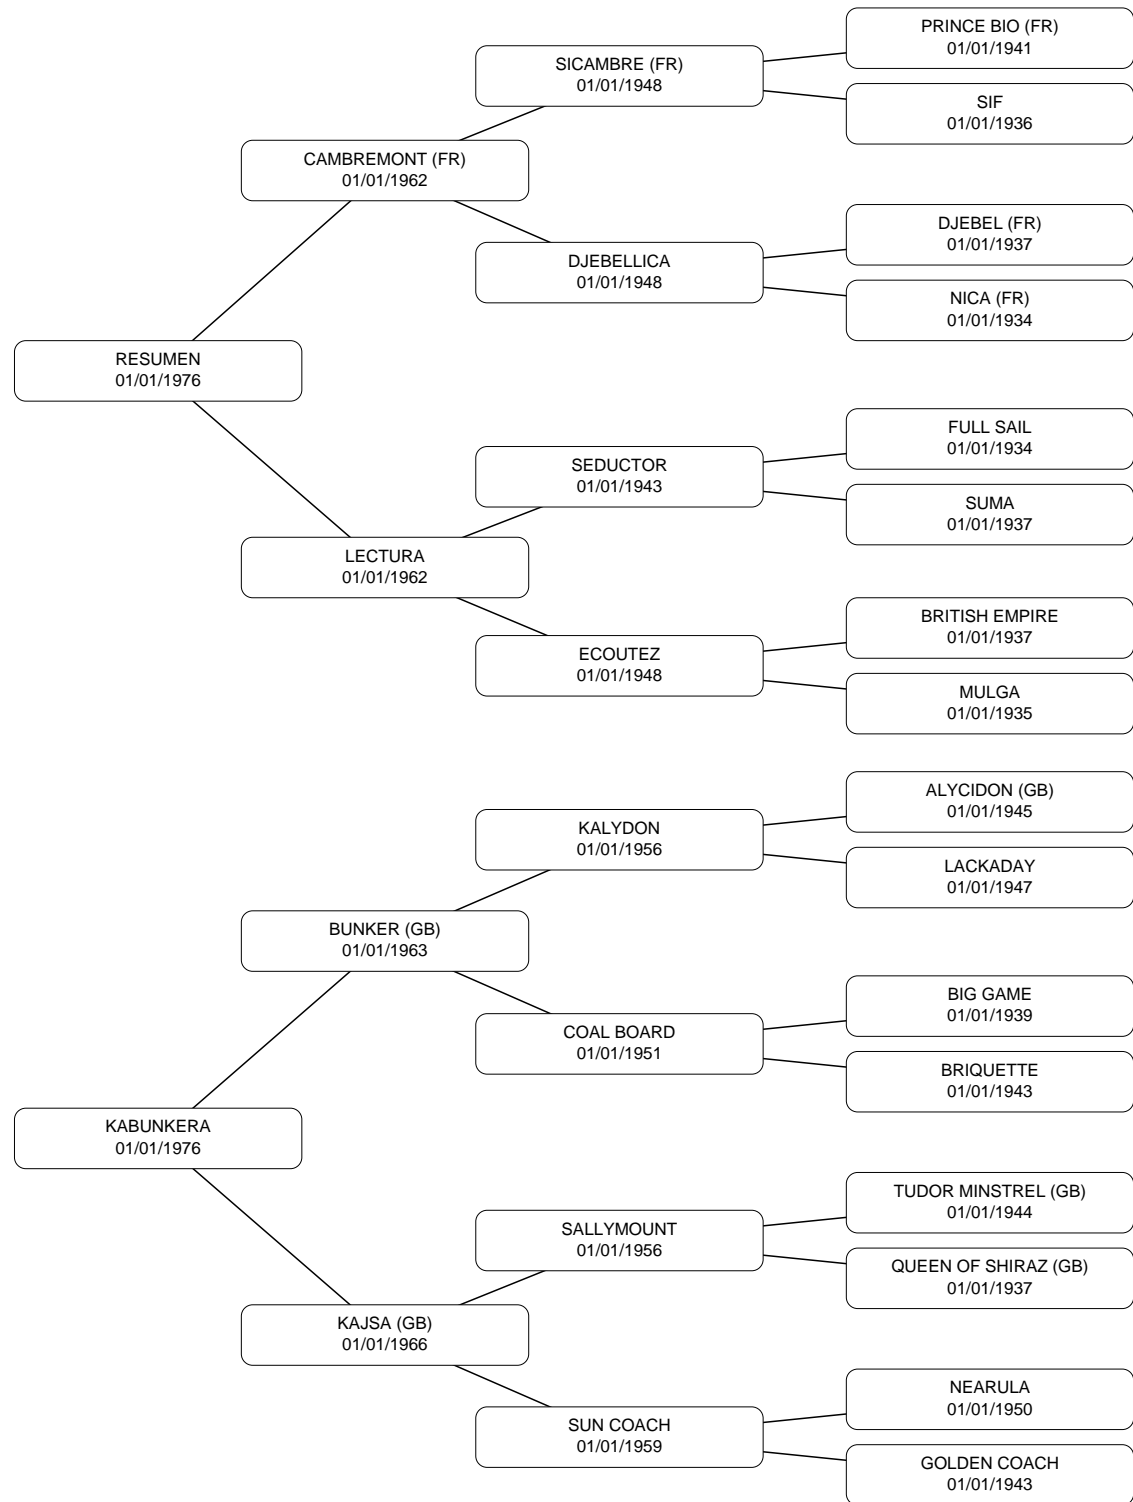 PRINCE BIO (FR)
01/01/1941
SICAMBRE (FR)
01/01/1948
SIF
01/01/1936
CAMBREMONT (FR)
01/01/1962
DJEBEL (FR)
01/01/1937
DJEBELLICA
01/01/1948
NICA (FR)
01/01/1934
RESUMEN
01/01/1976
FULL SAIL
01/01/1934
SEDUCTOR
01/01/1943
SUMA
01/01/1937
LECTURA
01/01/1962
BRITISH EMPIRE
01/01/1937
ECOUTEZ
01/01/1948
MULGA
01/01/1935
ALYCIDON (GB)
01/01/1945
KALYDON
01/01/1956
LACKADAY
01/01/1947
BUNKER (GB)
01/01/1963
BIG GAME
01/01/1939
COAL BOARD
01/01/1951
BRIQUETTE
01/01/1943
KABUNKERA
01/01/1976
TUDOR MINSTREL (GB)
01/01/1944
SALLYMOUNT
01/01/1956
QUEEN OF SHIRAZ (GB)
01/01/1937
KAJSA (GB)
01/01/1966
NEARULA
01/01/1950
SUN COACH
01/01/1959
GOLDEN COACH
01/01/1943